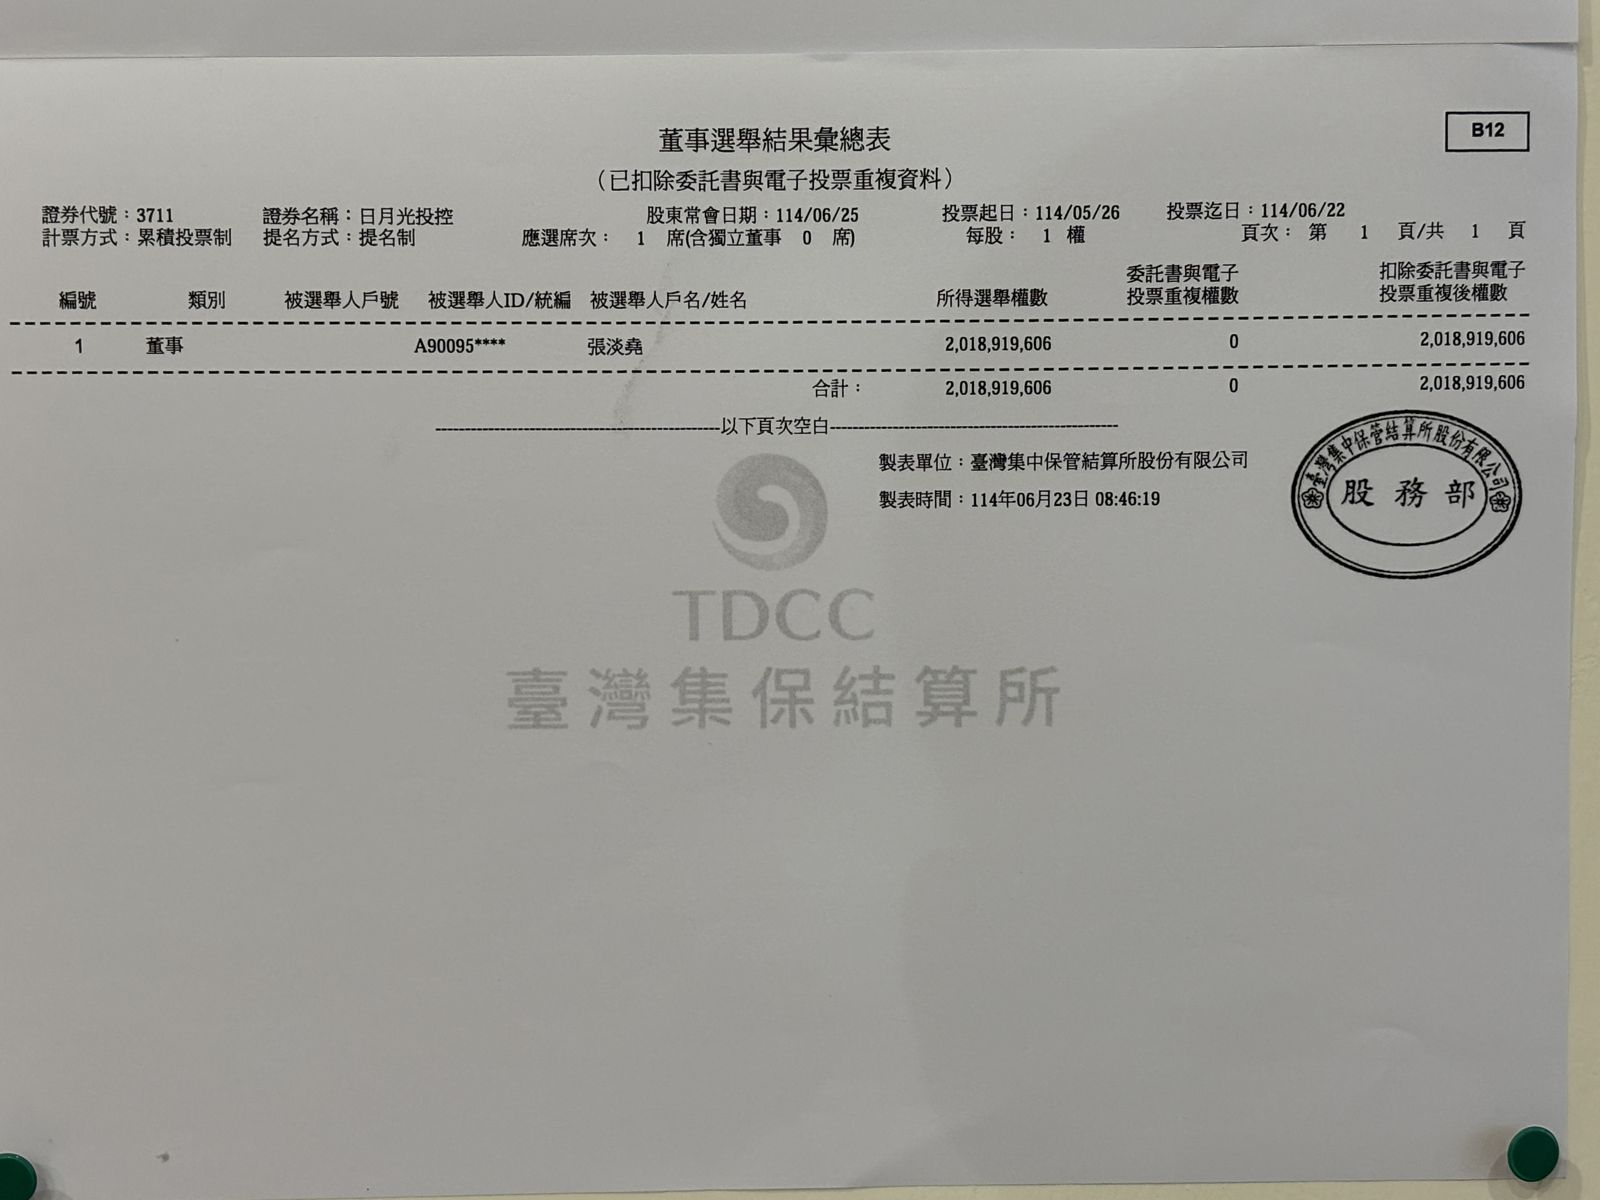 B12
董事選舉結果彙總表
（已扣除委託書與電子投票重複資料）
證券代號：3711 證券名稱：日月光投控 股東常會日期：114/06/25 投票起日：114/05/26 投票迄日：114/06/22
計票方式：累積投票制 提名方式：提名制 應選席次： 1 席(含獨立董事 0 席) 每股： 1 權 頁次： 第 1 頁/共 1 頁
編號 類別 被選舉人戶號 被選舉人ID/統編 被選舉人戶名/姓名 所得選舉權數 委託書與電子投票重複權數 扣除委託書與電子投票重複後權數
1 董事 A90095**** 張淡堯 2,018,919,606 0 2,018,919,606
合計： 2,018,919,606 0 2,018,919,606
以下頁次空白
製表單位：臺灣集中保管結算所股份有限公司
製表時間：114年06月23日 08:46:19
臺灣集中保管結算所股份有限公司
股務部
TDCC
臺灣集保結算所